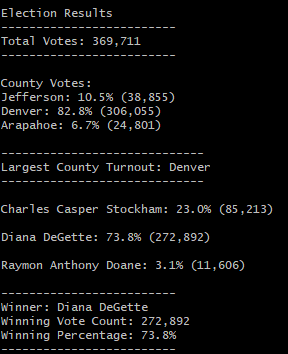 Election Results
-------------------------
Total Votes: 369,711
-------------------------
County Votes:
Jefferson: 10.5% (38,855)
Denver: 82.8% (306,055)
Arapahoe: 6.7% (24,801)
-----------------------------
Largest County Turnout: Denver
-----------------------------
Charles Casper Stockham: 23.0% (85,213)
Diana DeGette: 73.8% (272,892)
Raymon Anthony Doane: 3.1% (11,606)
-------------------------
Winner: Diana DeGette
Winning Vote Count: 272,892
Winning Percentage: 73.8%
-------------------------